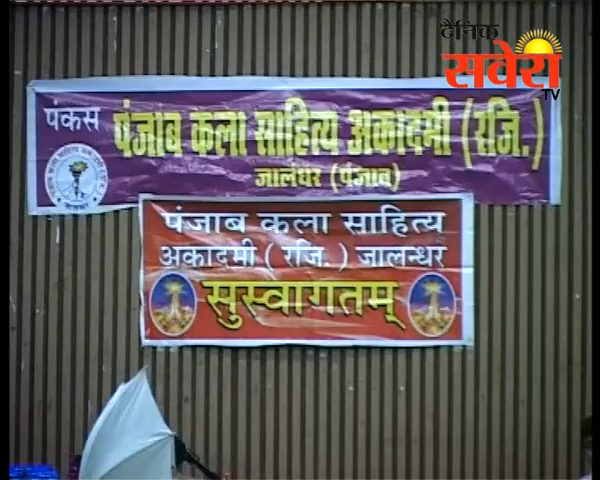 दैनिक
सवेरा
TV
पंकस
पंजाब कला साहित्य अकादमी (रजि.)
जालंधर (पंजाब)
पंजाब कला साहित्य
अकादमी ( रजि. ) जालन्धर
सुस्वागतम्